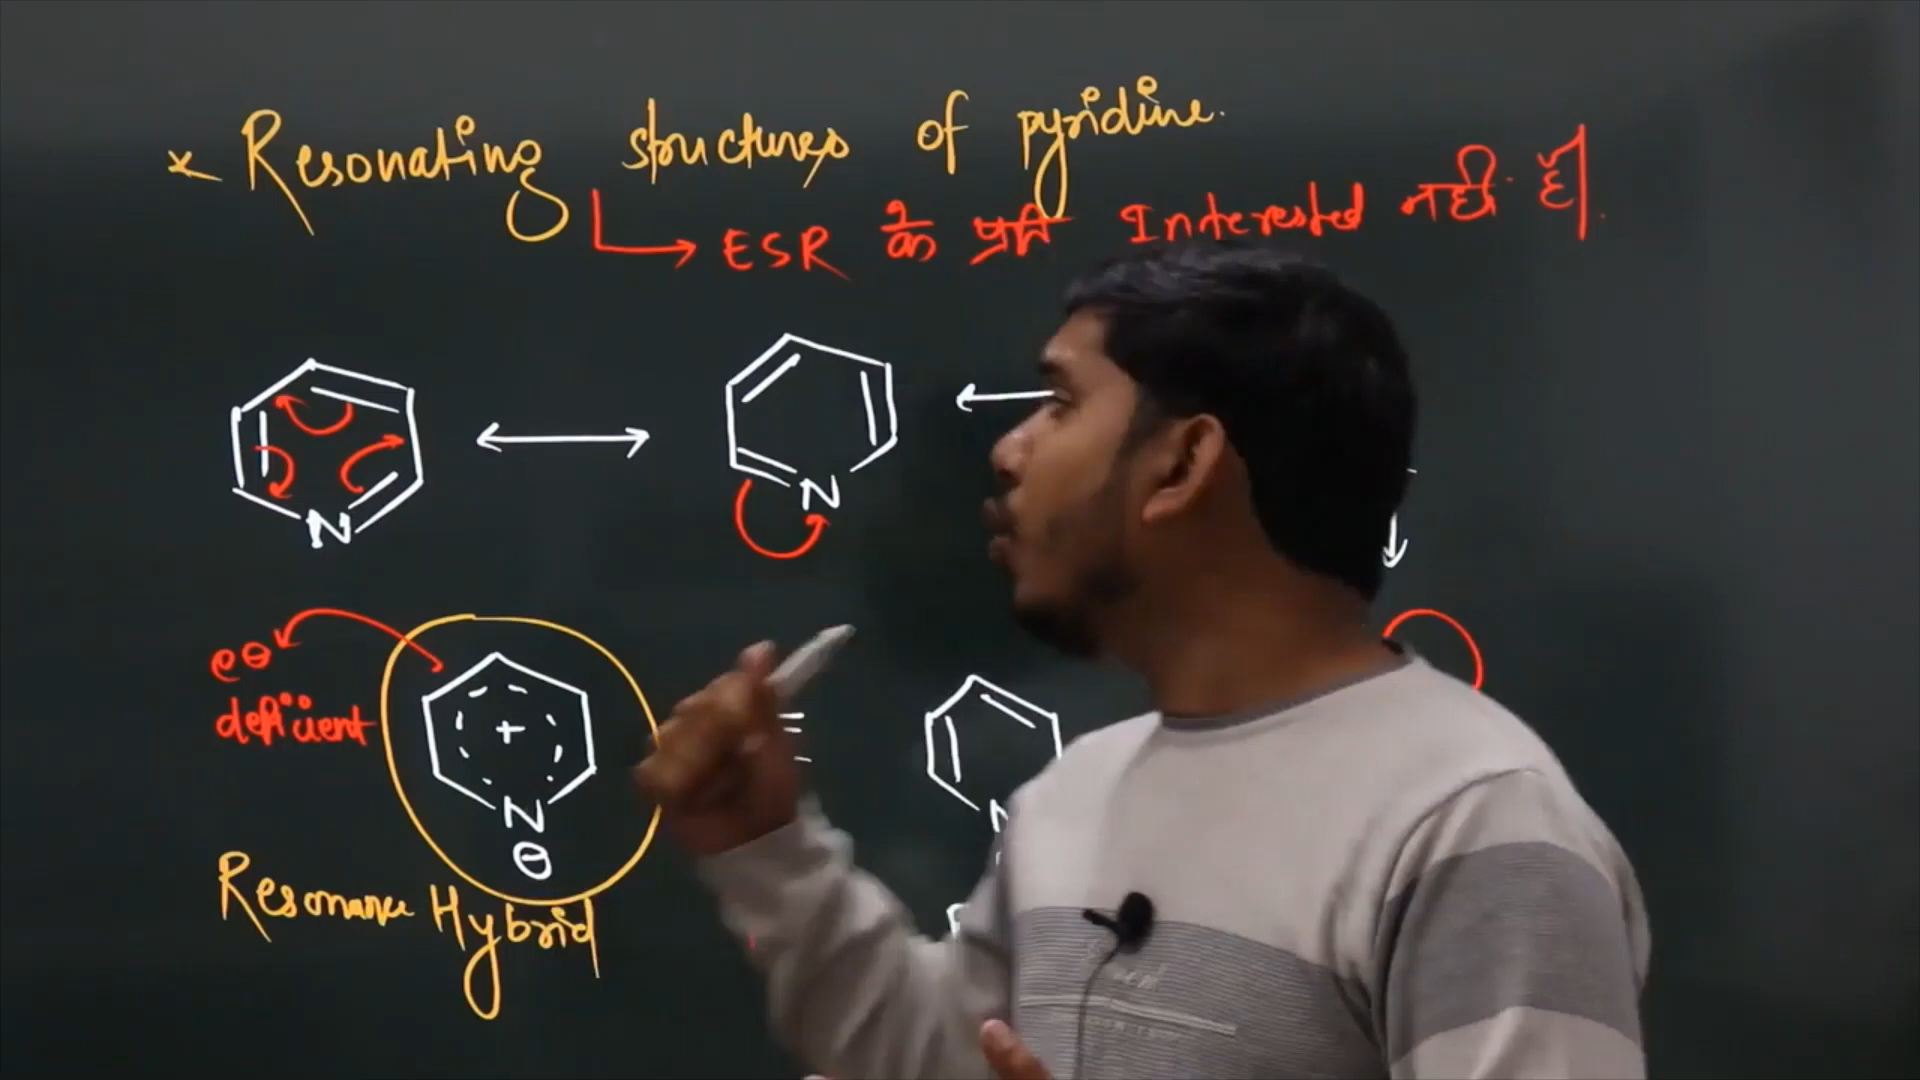 * Resonating structures of pyridine.
ESR के प्रति Interested नहीं है।
N
N
e⊖
deficient
+
N
⊖
N
Resonance Hybrid